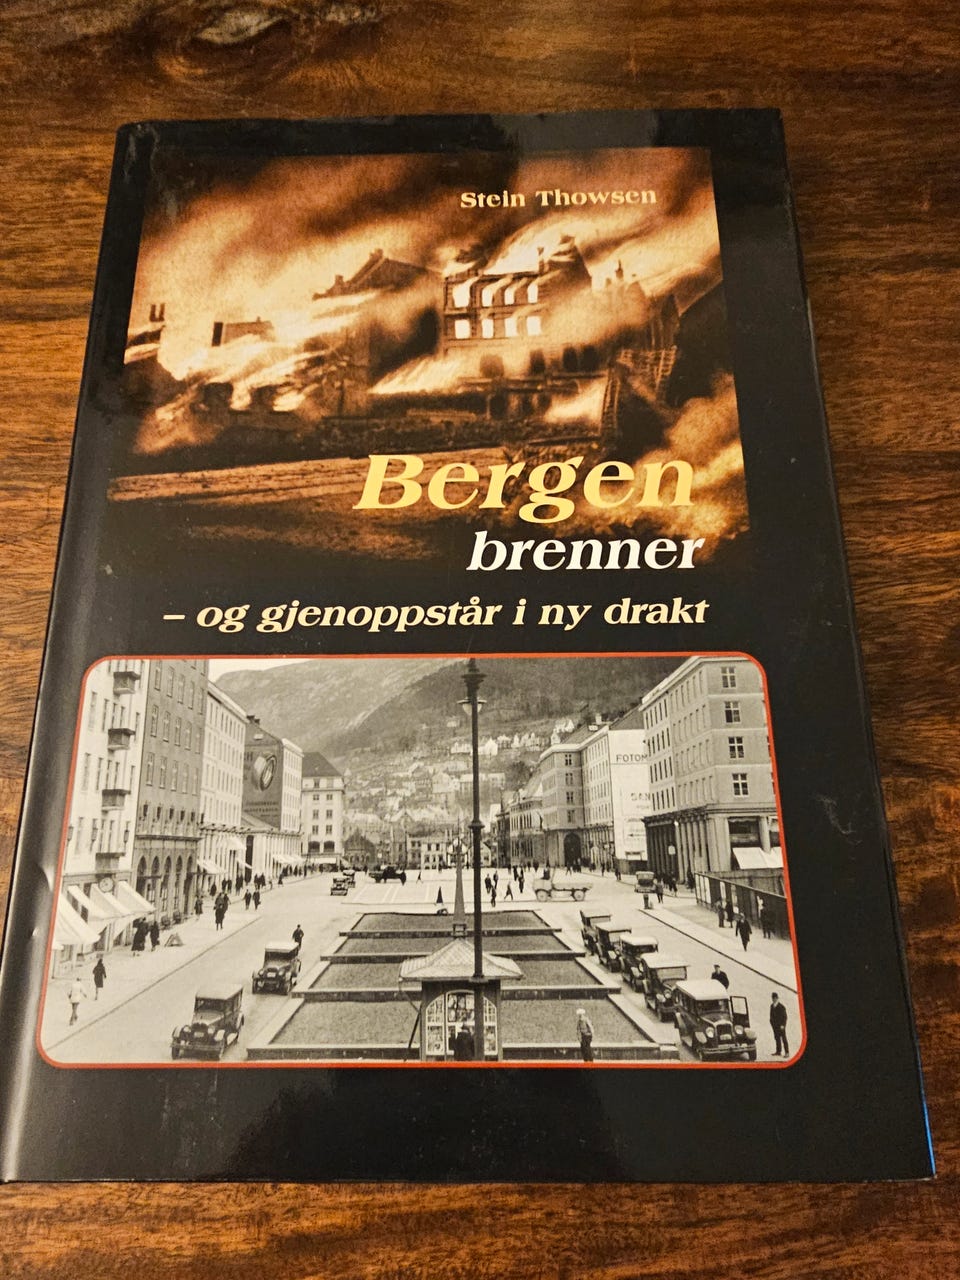 Stein Thowsen
Bergen
brenner
– og gjenoppstår i ny drakt